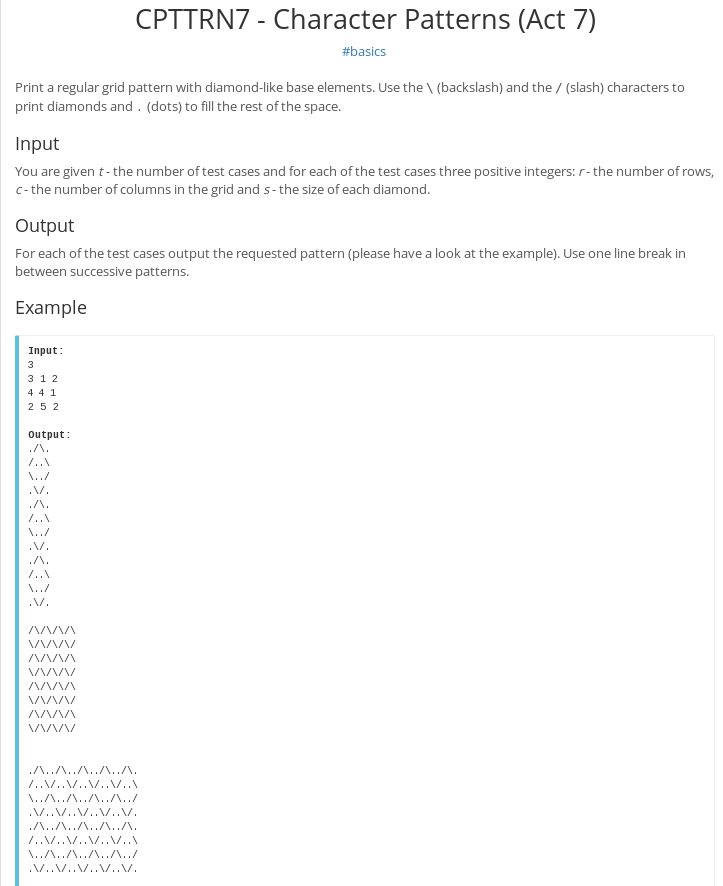 CPTTRN7 - Character Patterns (Act 7)
#basics
Print a regular grid pattern with diamond-like base elements. Use the \ (backslash) and the / (slash) characters to
print diamonds and . (dots) to fill the rest of the space.
Input
You are given t - the number of test cases and for each of the test cases three positive integers: r - the number of rows,
c - the number of columns in the grid and s - the size of each diamond.
Output
For each of the test cases output the requested pattern (please have a look at the example). Use one line break in
between successive patterns.
Example
Input:
3
3 1 2
4 4 1
2 5 2
Output:
./\.
/..\
\../
.\/.
./\.
/..\
\../
.\/.
./\.
/..\
\../
.\/.
/\/\/\/\
\/\/\/\/
/\/\/\/\
\/\/\/\/
/\/\/\/\
\/\/\/\/
/\/\/\/\
\/\/\/\/
./\../\../\../\../\.
/..\/..\/..\/..\/..\
\../\../\../\../\../
.\/..\/..\/..\/..\/.
./\../\../\../\../\.
/..\/..\/..\/..\/..\
\../\../\../\../\../
.\/..\/..\/..\/..\/.